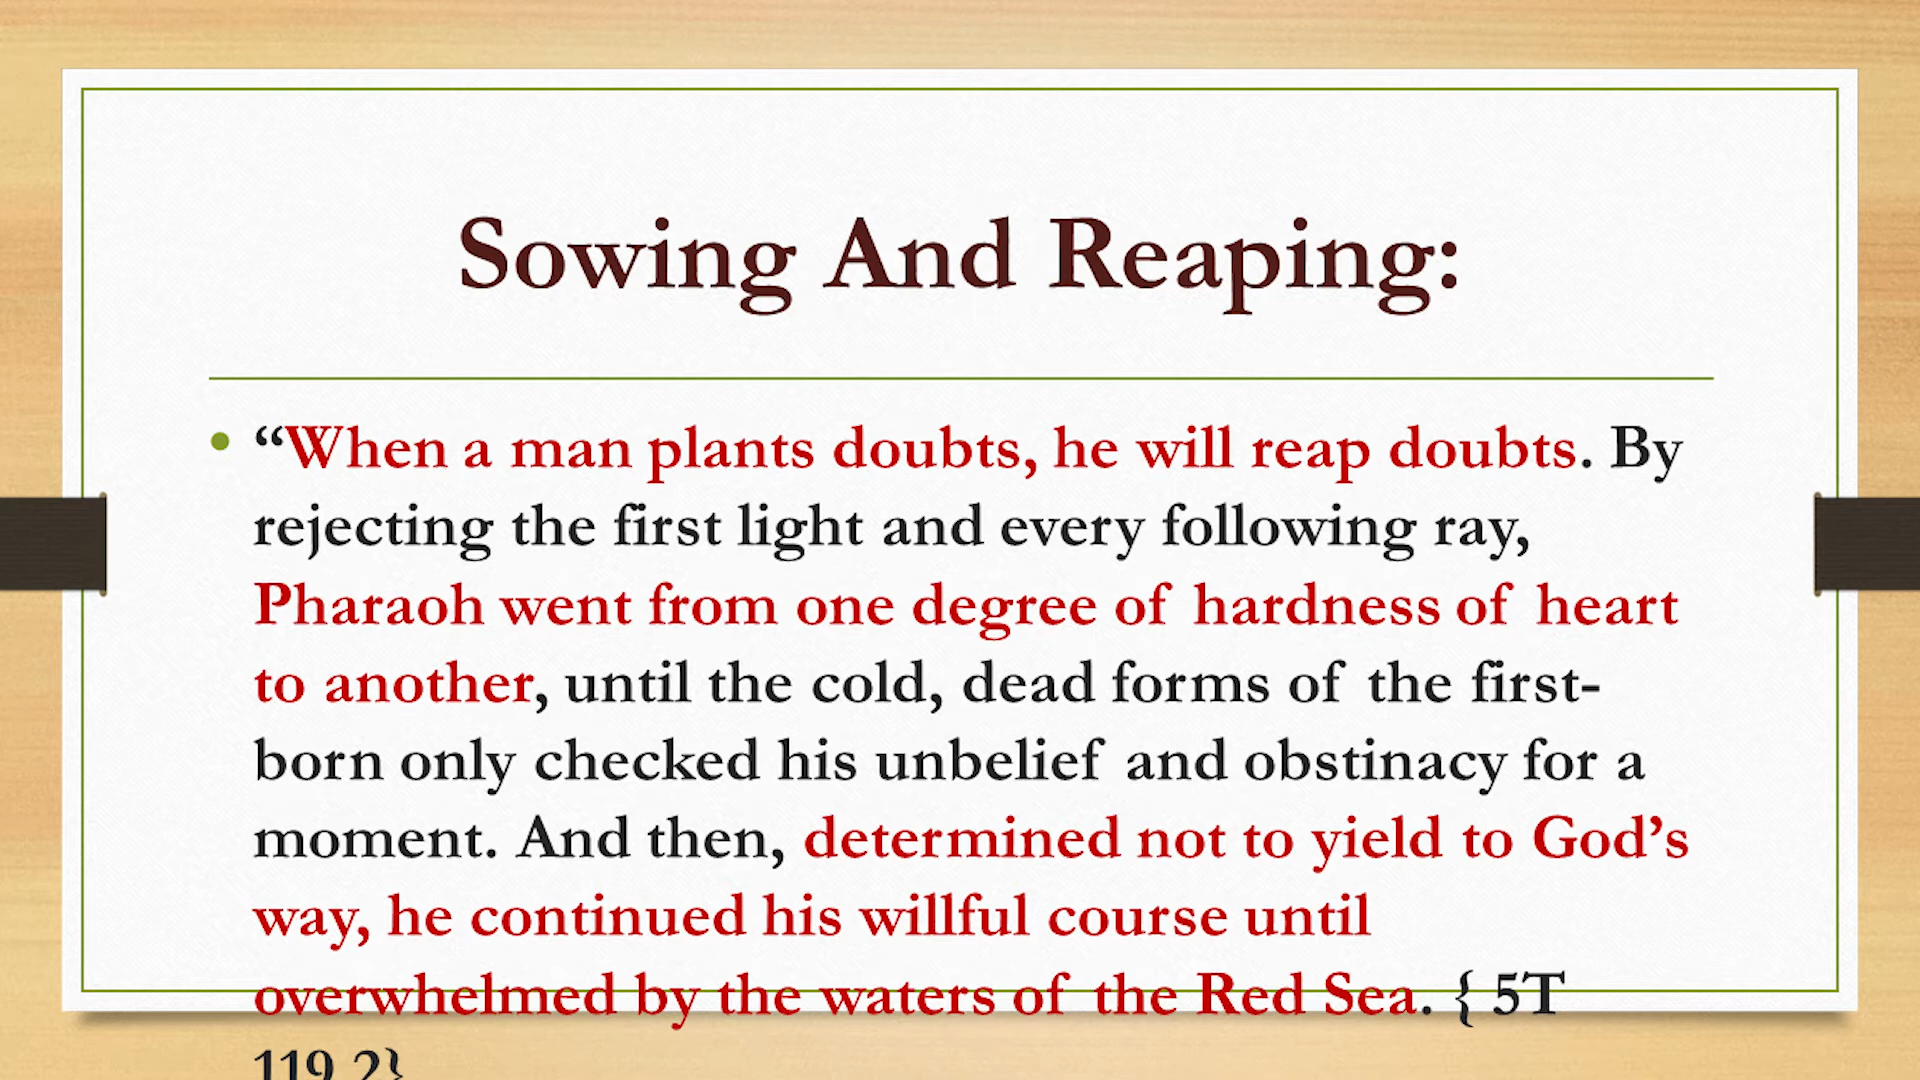 Sowing And Reaping:
• “When a man plants doubts, he will reap doubts. By
rejecting the first light and every following ray,
Pharaoh went from one degree of hardness of heart
to another, until the cold, dead forms of the first-
born only checked his unbelief and obstinacy for a
moment. And then, determined not to yield to God’s
way, he continued his willful course until
overwhelmed by the waters of the Red Sea. { 5T
119.2}